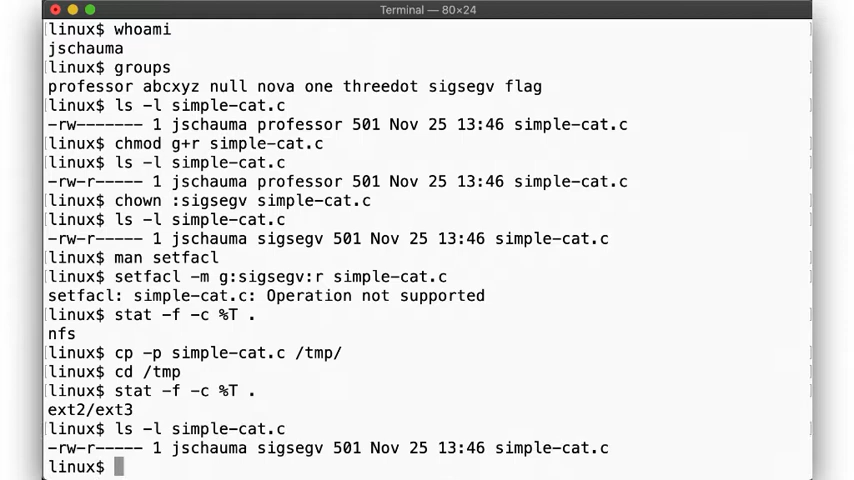 Terminal — 80×24
linux$ whoami
jschauma
linux$ groups
professor abcxyz null nova one threedot sigsegv flag
linux$ ls -l simple-cat.c
-rw------- 1 jschauma professor 501 Nov 25 13:46 simple-cat.c
linux$ chmod g+r simple-cat.c
linux$ ls -l simple-cat.c
-rw-r----- 1 jschauma professor 501 Nov 25 13:46 simple-cat.c
linux$ chown :sigsegv simple-cat.c
linux$ ls -l simple-cat.c
-rw-r----- 1 jschauma sigsegv 501 Nov 25 13:46 simple-cat.c
linux$ man setfacl
linux$ setfacl -m g:sigsegv:r simple-cat.c
setfacl: simple-cat.c: Operation not supported
linux$ stat -f -c %T .
nfs
linux$ cp -p simple-cat.c /tmp/
linux$ cd /tmp
linux$ stat -f -c %T .
ext2/ext3
linux$ ls -l simple-cat.c
-rw-r----- 1 jschauma sigsegv 501 Nov 25 13:46 simple-cat.c
linux$